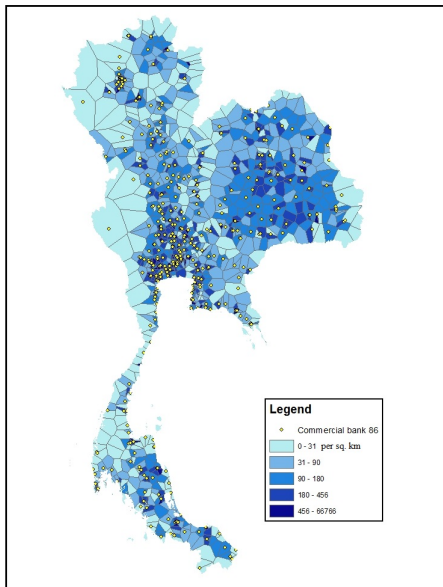 Legend
Commercial bank 86
0 - 31 per sq. km
31 - 90
90 - 180
180 - 456
456 - 66766